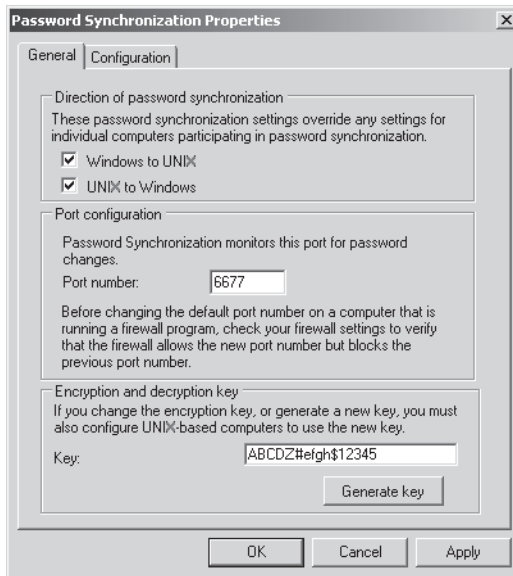 Password Synchronization Properties
General
Configuration
Direction of password synchronization
These password synchronization settings override any settings for
individual computers participating in password synchronization.
Windows to UNIX
UNIX to Windows
Port configuration
Password Synchronization monitors this port for password
changes.
Port number: 6677
Before changing the default port number on a computer that is
running a firewall program, check your firewall settings to verify
that the firewall allows the new port number but blocks the
previous port number.
Encryption and decryption key
If you change the encryption key, or generate a new key, you must
also configure UNIX-based computers to use the new key.
Key: ABCDZ#efgh$12345
Generate key
OK Cancel Apply